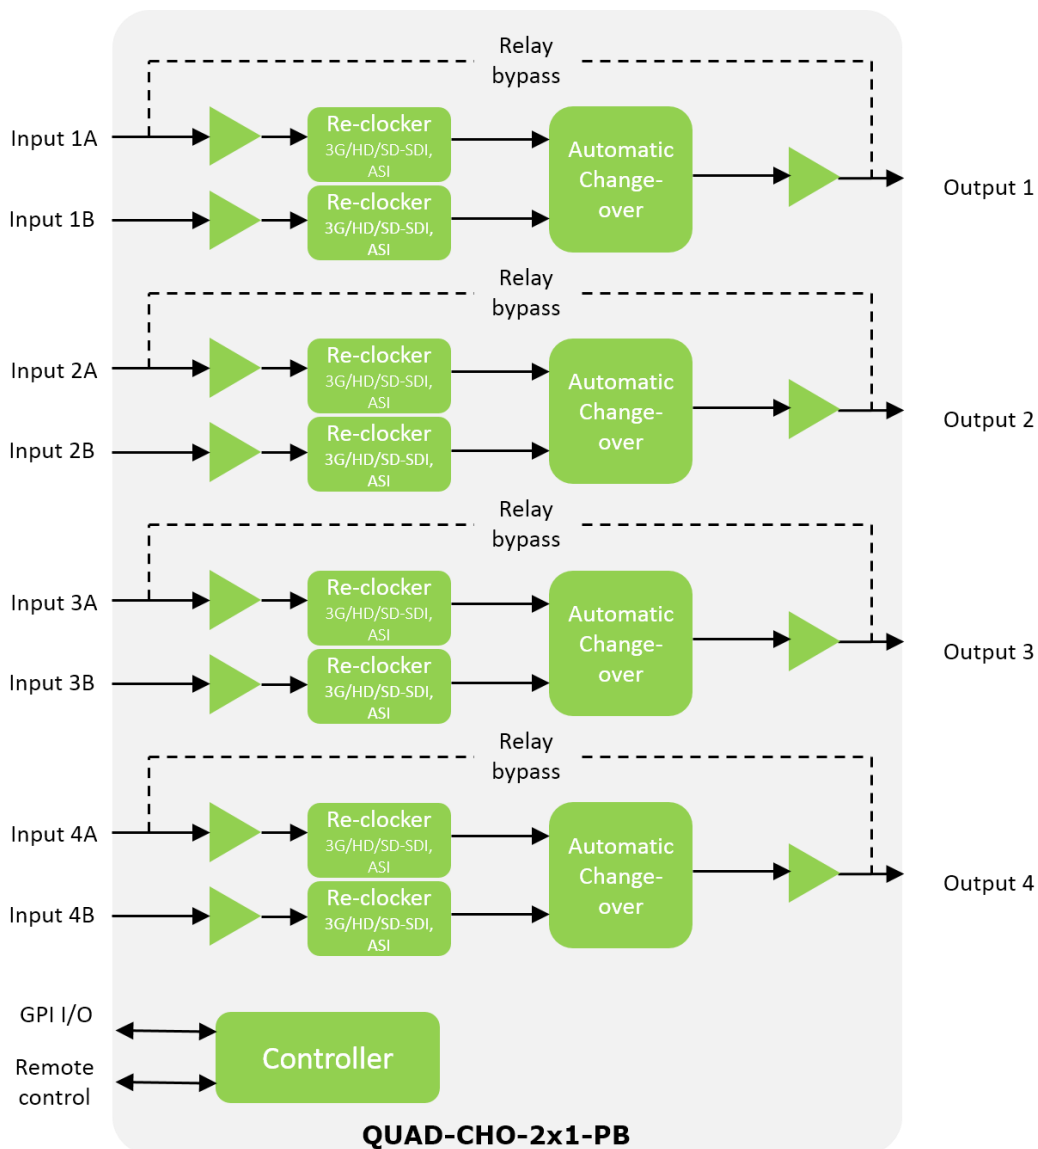 Relay
bypass
Input 1A
Re-clocker
3G/HD/SD-SDI,
ASI
Automatic
Change-
over
Output 1
Input 1B
Re-clocker
3G/HD/SD-SDI,
ASI
Relay
bypass
Input 2A
Re-clocker
3G/HD/SD-SDI,
ASI
Automatic
Change-
over
Output 2
Input 2B
Re-clocker
3G/HD/SD-SDI,
ASI
Relay
bypass
Input 3A
Re-clocker
3G/HD/SD-SDI,
ASI
Automatic
Change-
over
Output 3
Input 3B
Re-clocker
3G/HD/SD-SDI,
ASI
Relay
bypass
Input 4A
Re-clocker
3G/HD/SD-SDI,
ASI
Automatic
Change-
over
Output 4
Input 4B
Re-clocker
3G/HD/SD-SDI,
ASI
GPI I/O
Remote
control
Controller
QUAD-CHO-2x1-PB